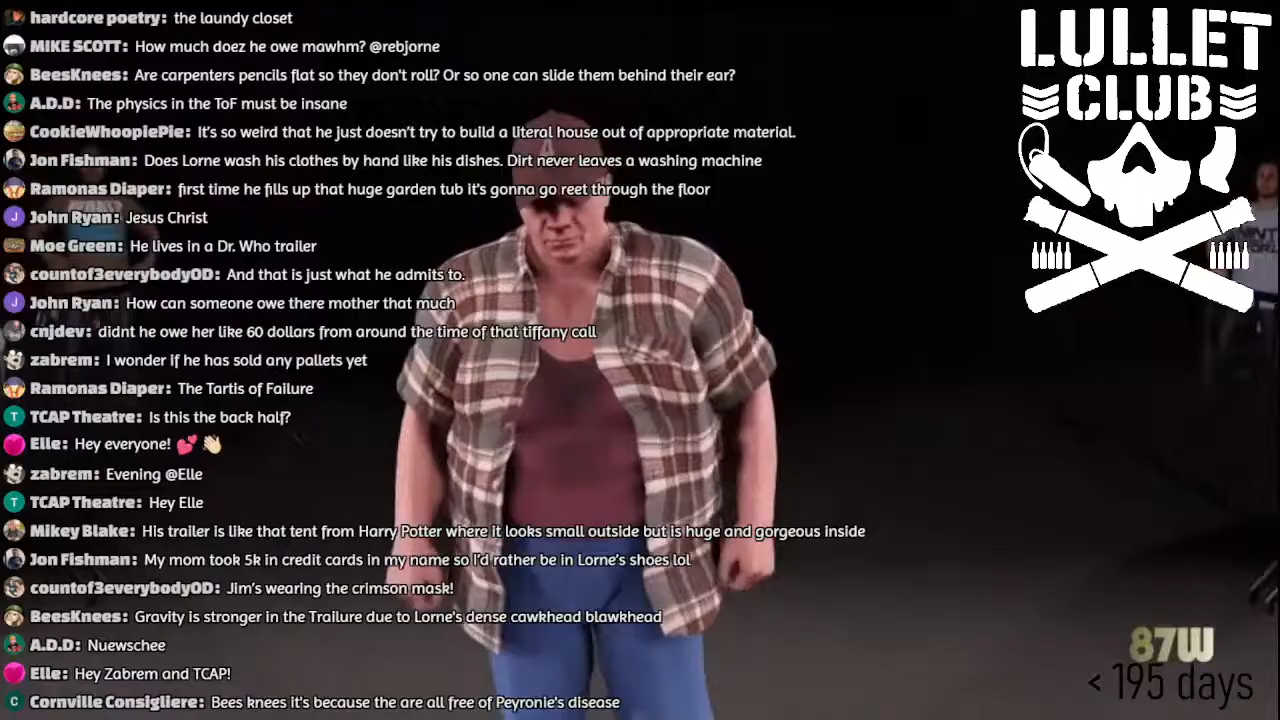 hardcore poetry: the laundy closet
MIKE SCOTT: How much doez he owe mawhm? @rebjorne
BeesKnees: Are carpenters pencils flat so they don't roll? Or so one can slide them behind their ear?
A.D.D: The physics in the ToF must be insane
CookieWhoopiePie: It's so weird that he just doesn't try to build a literal house out of appropriate material.
Jon Fishman: Does Lorne wash his clothes by hand like his dishes. Dirt never leaves a washing machine
Ramonas Diaper: first time he fills up that huge garden tub it's gonna go reet through the floor
John Ryan: Jesus Christ
Moe Green: He lives in a Dr. Who trailer
countof3everybodyOD: And that is just what he admits to.
John Ryan: How can someone owe there mother that much
cnjdev: didnt he owe her like 60 dollars from around the time of that tiffany call
zabrem: I wonder if he has sold any pallets yet
Ramonas Diaper: The Tartis of Failure
TCAP Theatre: Is this the back half?
Elle: Hey everyone! 💕 👋🏻
zabrem: Evening @Elle
TCAP Theatre: Hey Elle
Mikey Blake: His trailer is like that tent from Harry Potter where it looks small outside but is huge and gorgeous inside
Jon Fishman: My mom took 5k in credit cards in my name so I'd rather be in Lorne's shoes lol
countof3everybodyOD: Jim's wearing the crimson mask!
BeesKnees: Gravity is stronger in the Trailure due to Lorne's dense cawkhead blawkhead
A.D.D: Nuewschee
Elle: Hey Zabrem and TCAP!
Cornville Consigliere: Bees knees it's because the are all free of Peyronie's disease
LULLET
CLUB
A
87W
< 195 days